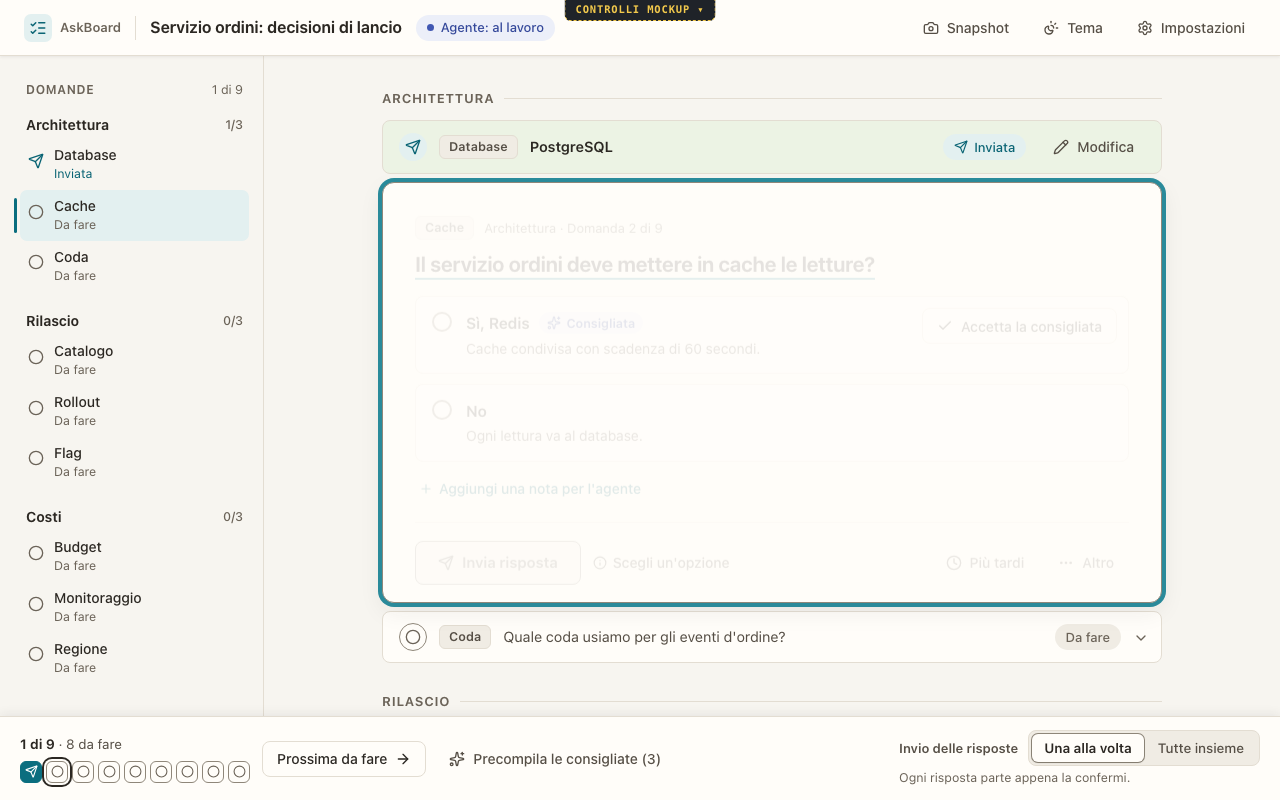 CONTROLLI MOCKUP ▾
AskBoard
Servizio ordini: decisioni di lancio
Agente: al lavoro
Snapshot
Tema
Impostazioni
DOMANDE
1 di 9
Architettura
1/3
Database
Inviata
Cache
Da fare
Coda
Da fare
Rilascio
0/3
Catalogo
Da fare
Rollout
Da fare
Flag
Da fare
Costi
0/3
Budget
Da fare
Monitoraggio
Da fare
Regione
Da fare
ARCHITETTURA
Database
PostgreSQL
Inviata
Modifica
Cache
Architettura · Domanda 2 di 9
Il servizio ordini deve mettere in cache le letture?
Sì, Redis
Consigliata
Accetta la consigliata
Cache condivisa con scadenza di 60 secondi.
No
Ogni lettura va al database.
+ Aggiungi una nota per l'agente
Invia risposta
Scegli un'opzione
Più tardi
Altro
Coda
Quale coda usiamo per gli eventi d'ordine?
Da fare
RILASCIO
1 di 9 · 8 da fare
Prossima da fare
Precompila le consigliate (3)
Invio delle risposte
Una alla volta
Tutte insieme
Ogni risposta parte appena la confermi.